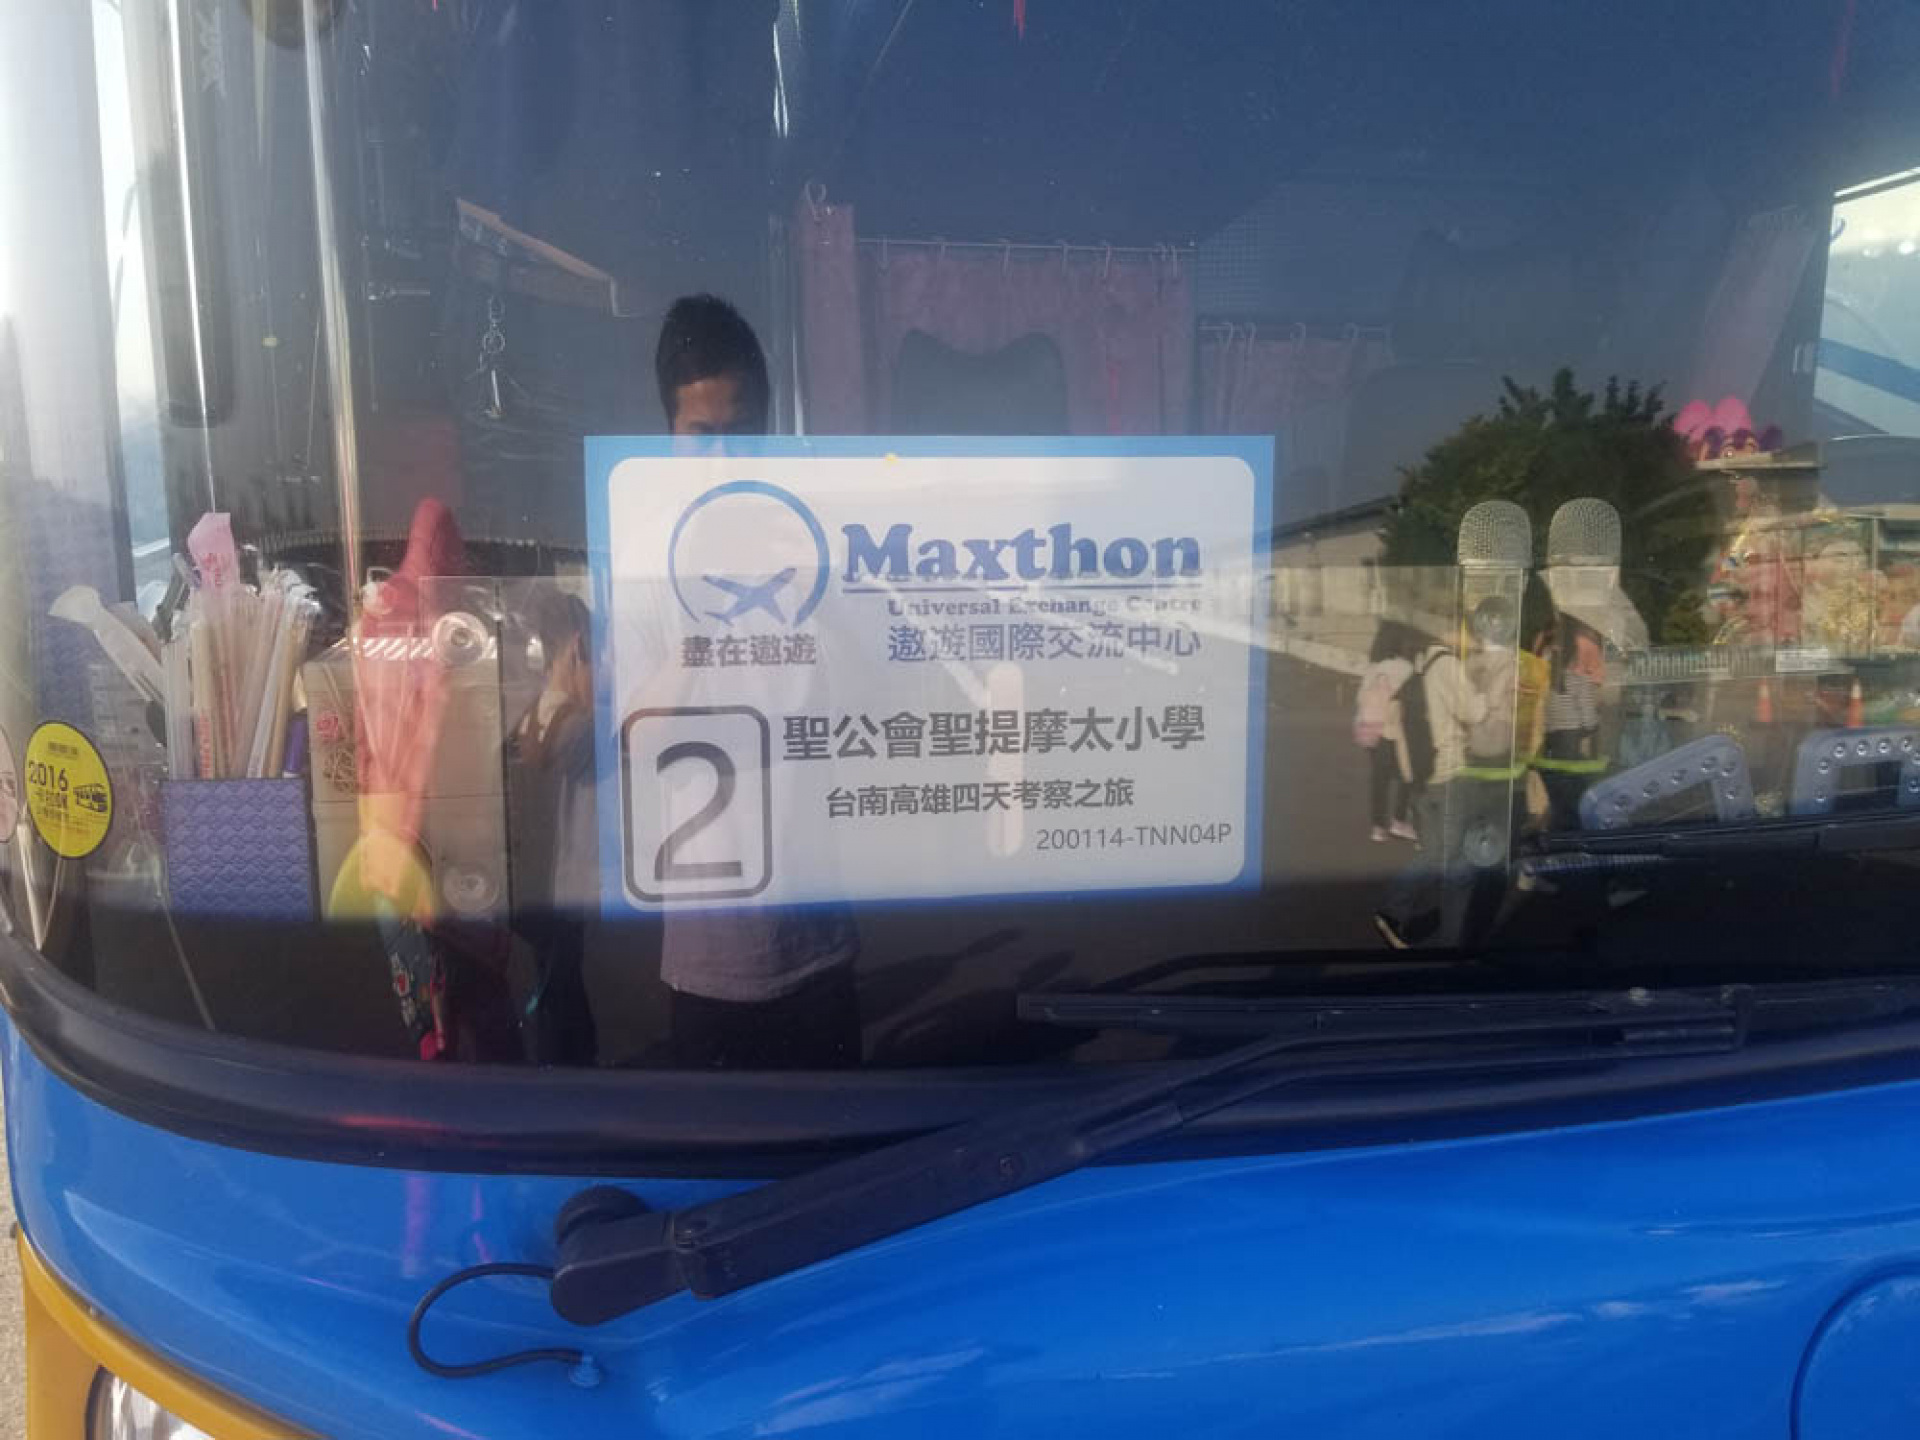 Maxthon
Universal Exchange Centre
盡在遨遊
遨遊國際交流中心
2
聖公會聖提摩太小學
台南高雄四天考察之旅
200114-TNN04P
2016